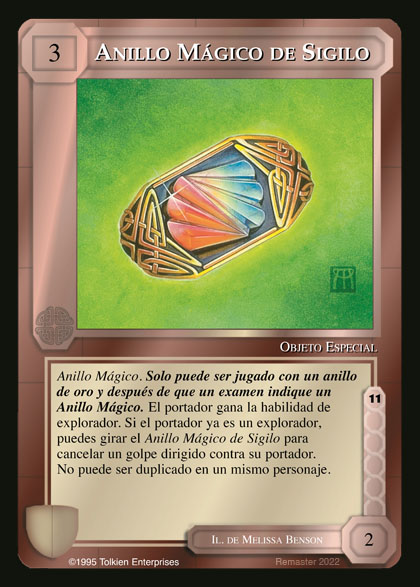 3
Anillo Mágico de Sigilo
Objeto Especial
Anillo Mágico. Solo puede ser jugado con un anillo
de oro y después de que un examen indique un
Anillo Mágico. El portador gana la habilidad de
explorador. Si el portador ya es un explorador,
puedes girar el Anillo Mágico de Sigilo para
cancelar un golpe dirigido contra su portador.
No puede ser duplicado en un mismo personaje.
11
Il. de Melissa Benson
2
©1995 Tolkien Enterprises
Remaster 2022